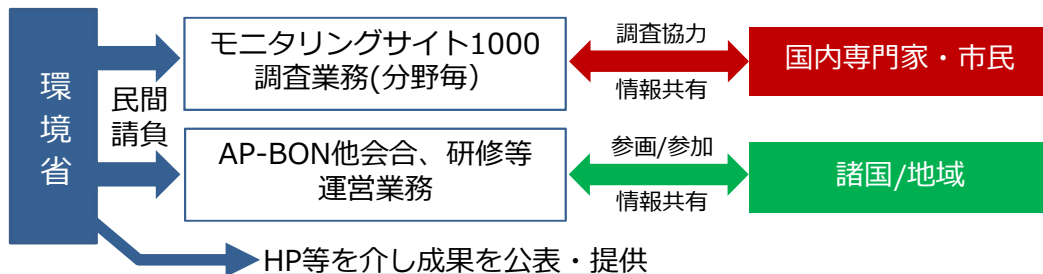 環境省
民間
請負
モニタリングサイト1000
調査業務(分野毎）
調査協力
情報共有
国内専門家・市民
AP-BON他会合、研修等
運営業務
参画/参加
情報共有
諸国/地域
HP等を介し成果を公表・提供